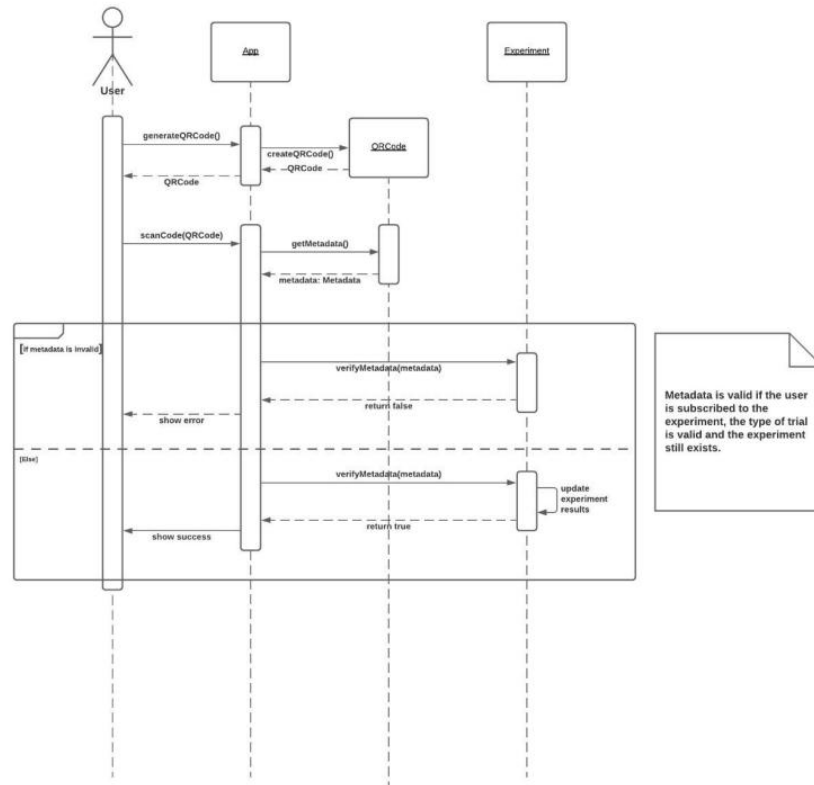 User
App
Experiment
generateQRCode()
createQRCode()
QRCode
QRCode
QRCode
scanCode(QRCode)
getMetadata()
metadata: Metadata
[if metadata is invalid]
verifyMetadata(metadata)
return false
show error
[Else]
verifyMetadata(metadata)
update
experiment
results
return true
show success
Metadata is valid if the user
is subscribed to the
experiment, the type of trial
is valid and the experiment
still exists.